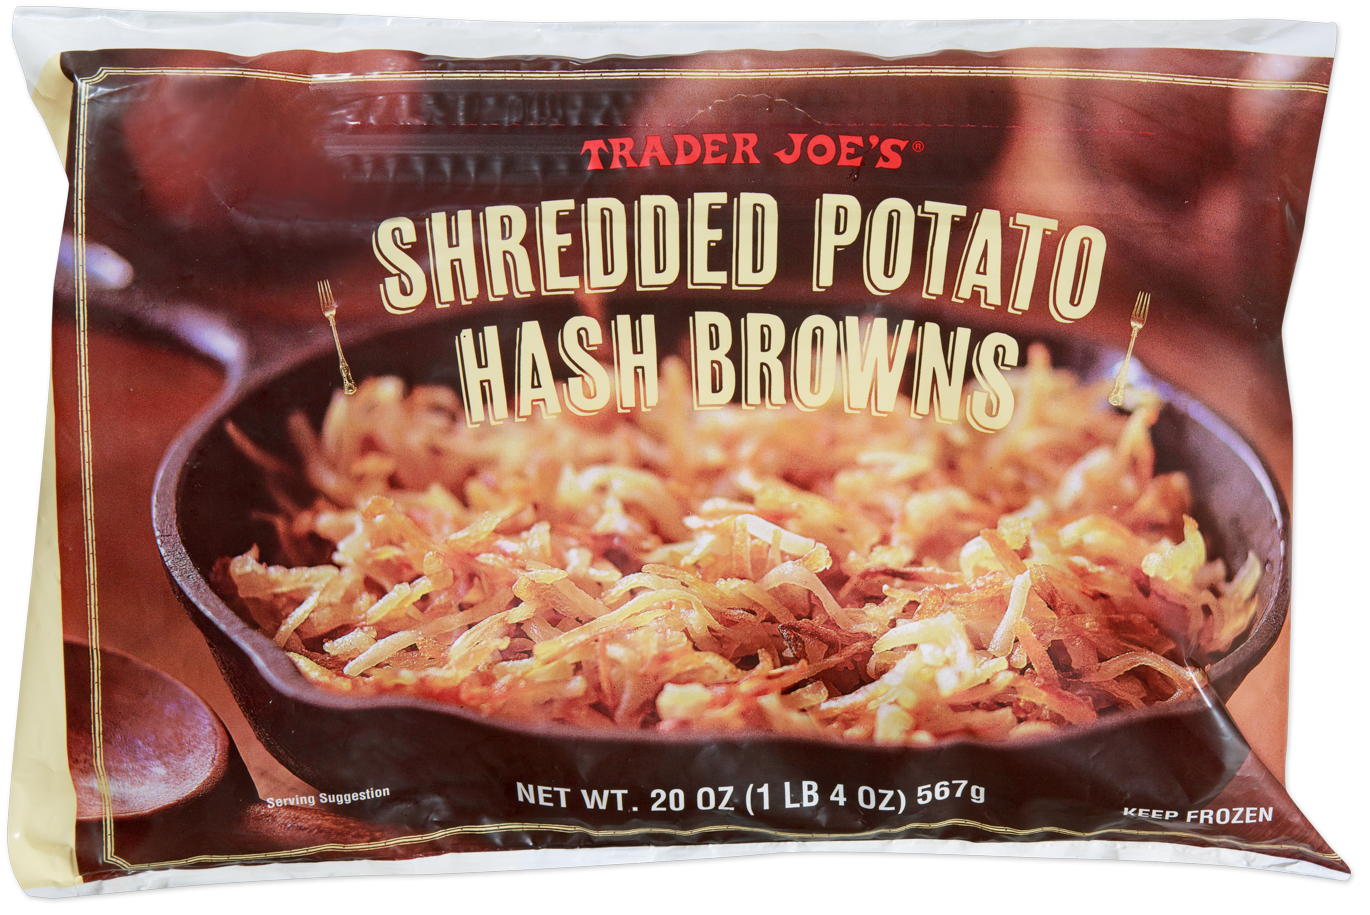 TRADER JOE'S®
SHREDDED POTATO
HASH BROWNS
Serving Suggestion
NET WT. 20 OZ (1 LB 4 OZ) 567g
KEEP FROZEN